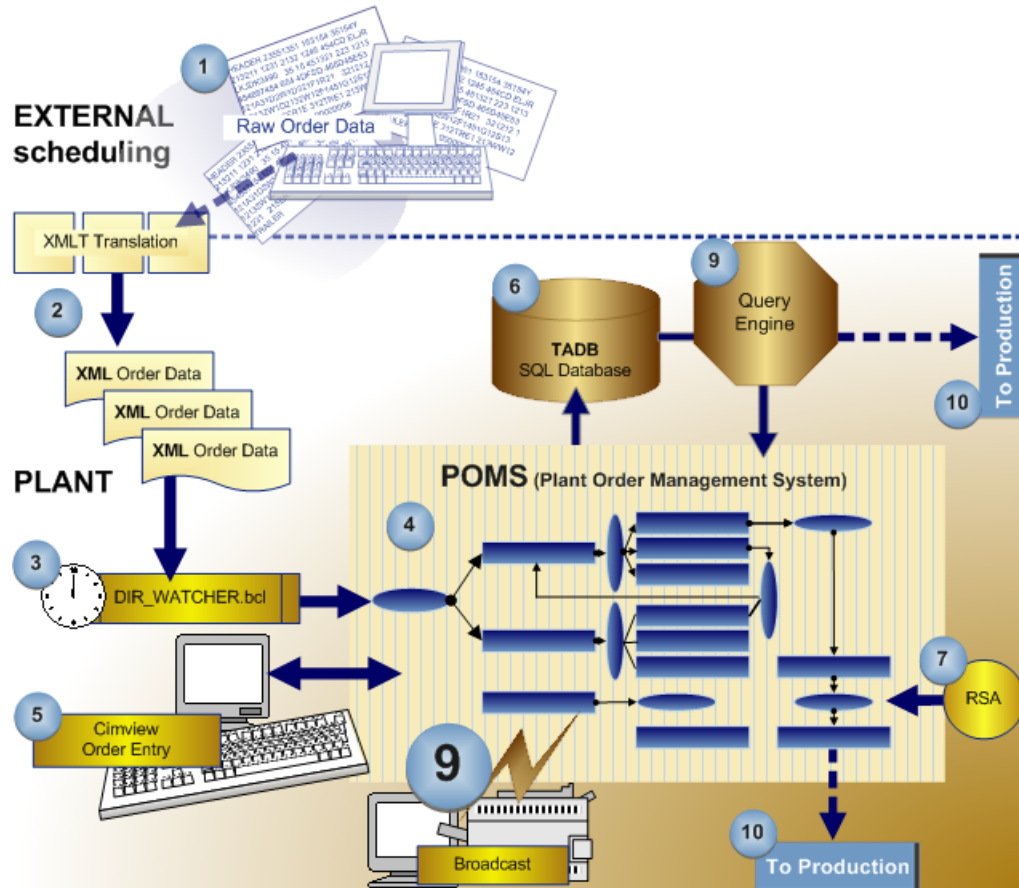 1
EXTERNAL
scheduling
Raw Order Data
XMLT Translation
2
XML Order Data
XML Order Data
XML Order Data
6
TADB
SQL Database
9
Query
Engine
To Production
10
PLANT
POMS (Plant Order Management System)
4
3
DIR_WATCHER.bcl
5
Cimview
Order Entry
7
RSA
9
Broadcast
10
To Production